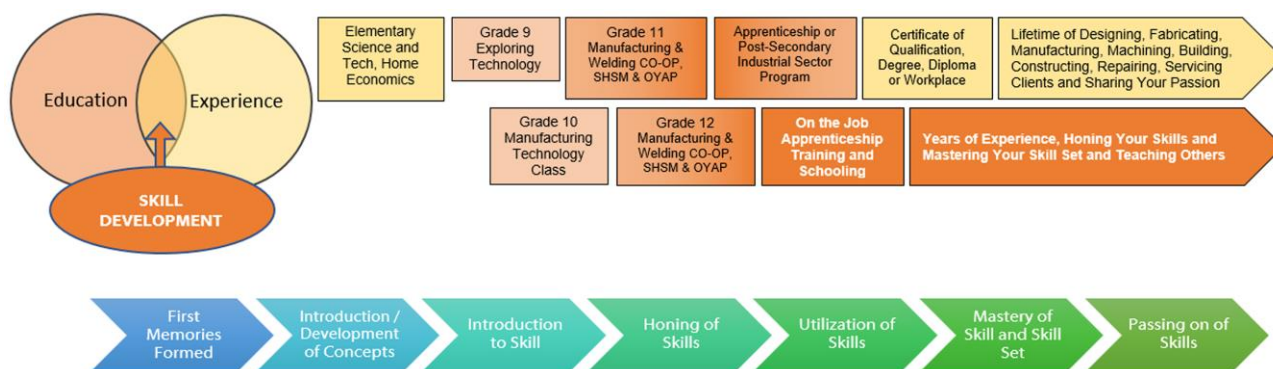 Education
Experience
SKILL
DEVELOPMENT
Elementary
Science and
Tech, Home
Economics
Grade 9
Exploring
Technology
Grade 11
Manufacturing &
Welding CO-OP,
SHSM & OYAP
Apprenticeship or
Post-Secondary
Industrial Sector
Program
Certificate of
Qualification,
Degree, Diploma
or Workplace
Lifetime of Designing, Fabricating,
Manufacturing, Machining, Building,
Constructing, Repairing, Servicing
Clients and Sharing Your Passion
Grade 10
Manufacturing
Technology
Class
Grade 12
Manufacturing &
Welding CO-OP,
SHSM & OYAP
On the Job
Apprenticeship
Training and
Schooling
Years of Experience, Honing Your Skills and
Mastering Your Skill Set and Teaching Others
First
Memories
Formed
Introduction /
Development
of Concepts
Introduction
to Skill
Honing of
Skills
Utilization of
Skills
Mastery of
Skill and Skill
Set
Passing on of
Skills